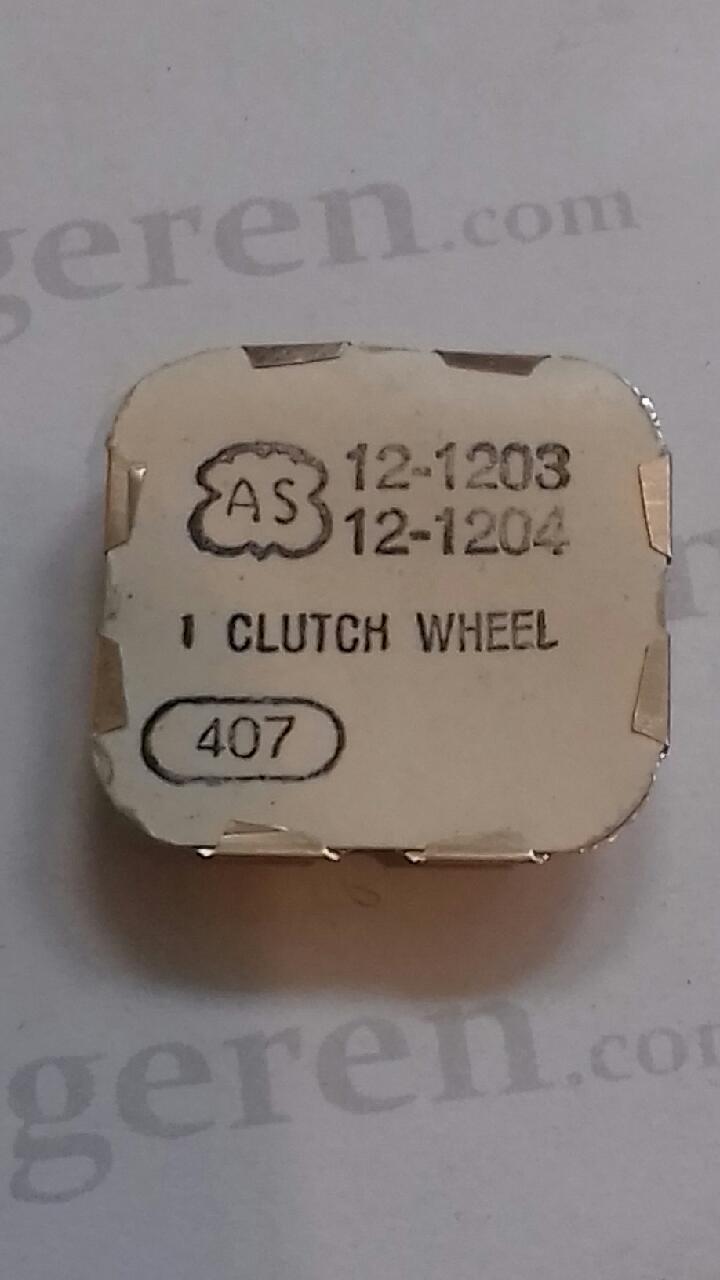 geren.com
AS 12-1203
12-1204
1 CLUTCH WHEEL
407
geren.com